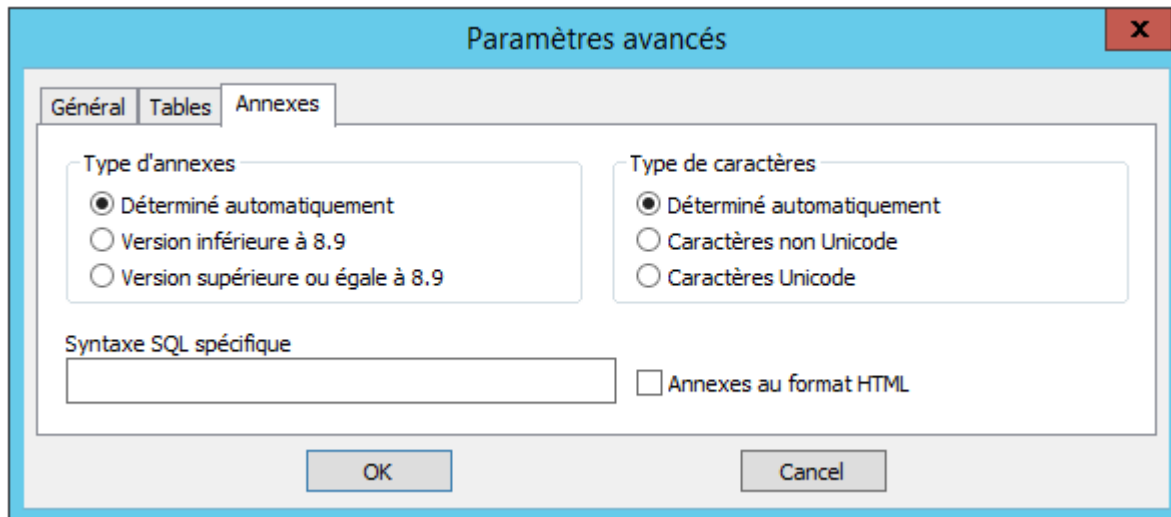 Paramètres avancés
x
Général Tables Annexes
Type d'annexes
Déterminé automatiquement
Version inférieure à 8.9
Version supérieure ou égale à 8.9
Type de caractères
Déterminé automatiquement
Caractères non Unicode
Caractères Unicode
Syntaxe SQL spécifique
Annexes au format HTML
OK Cancel